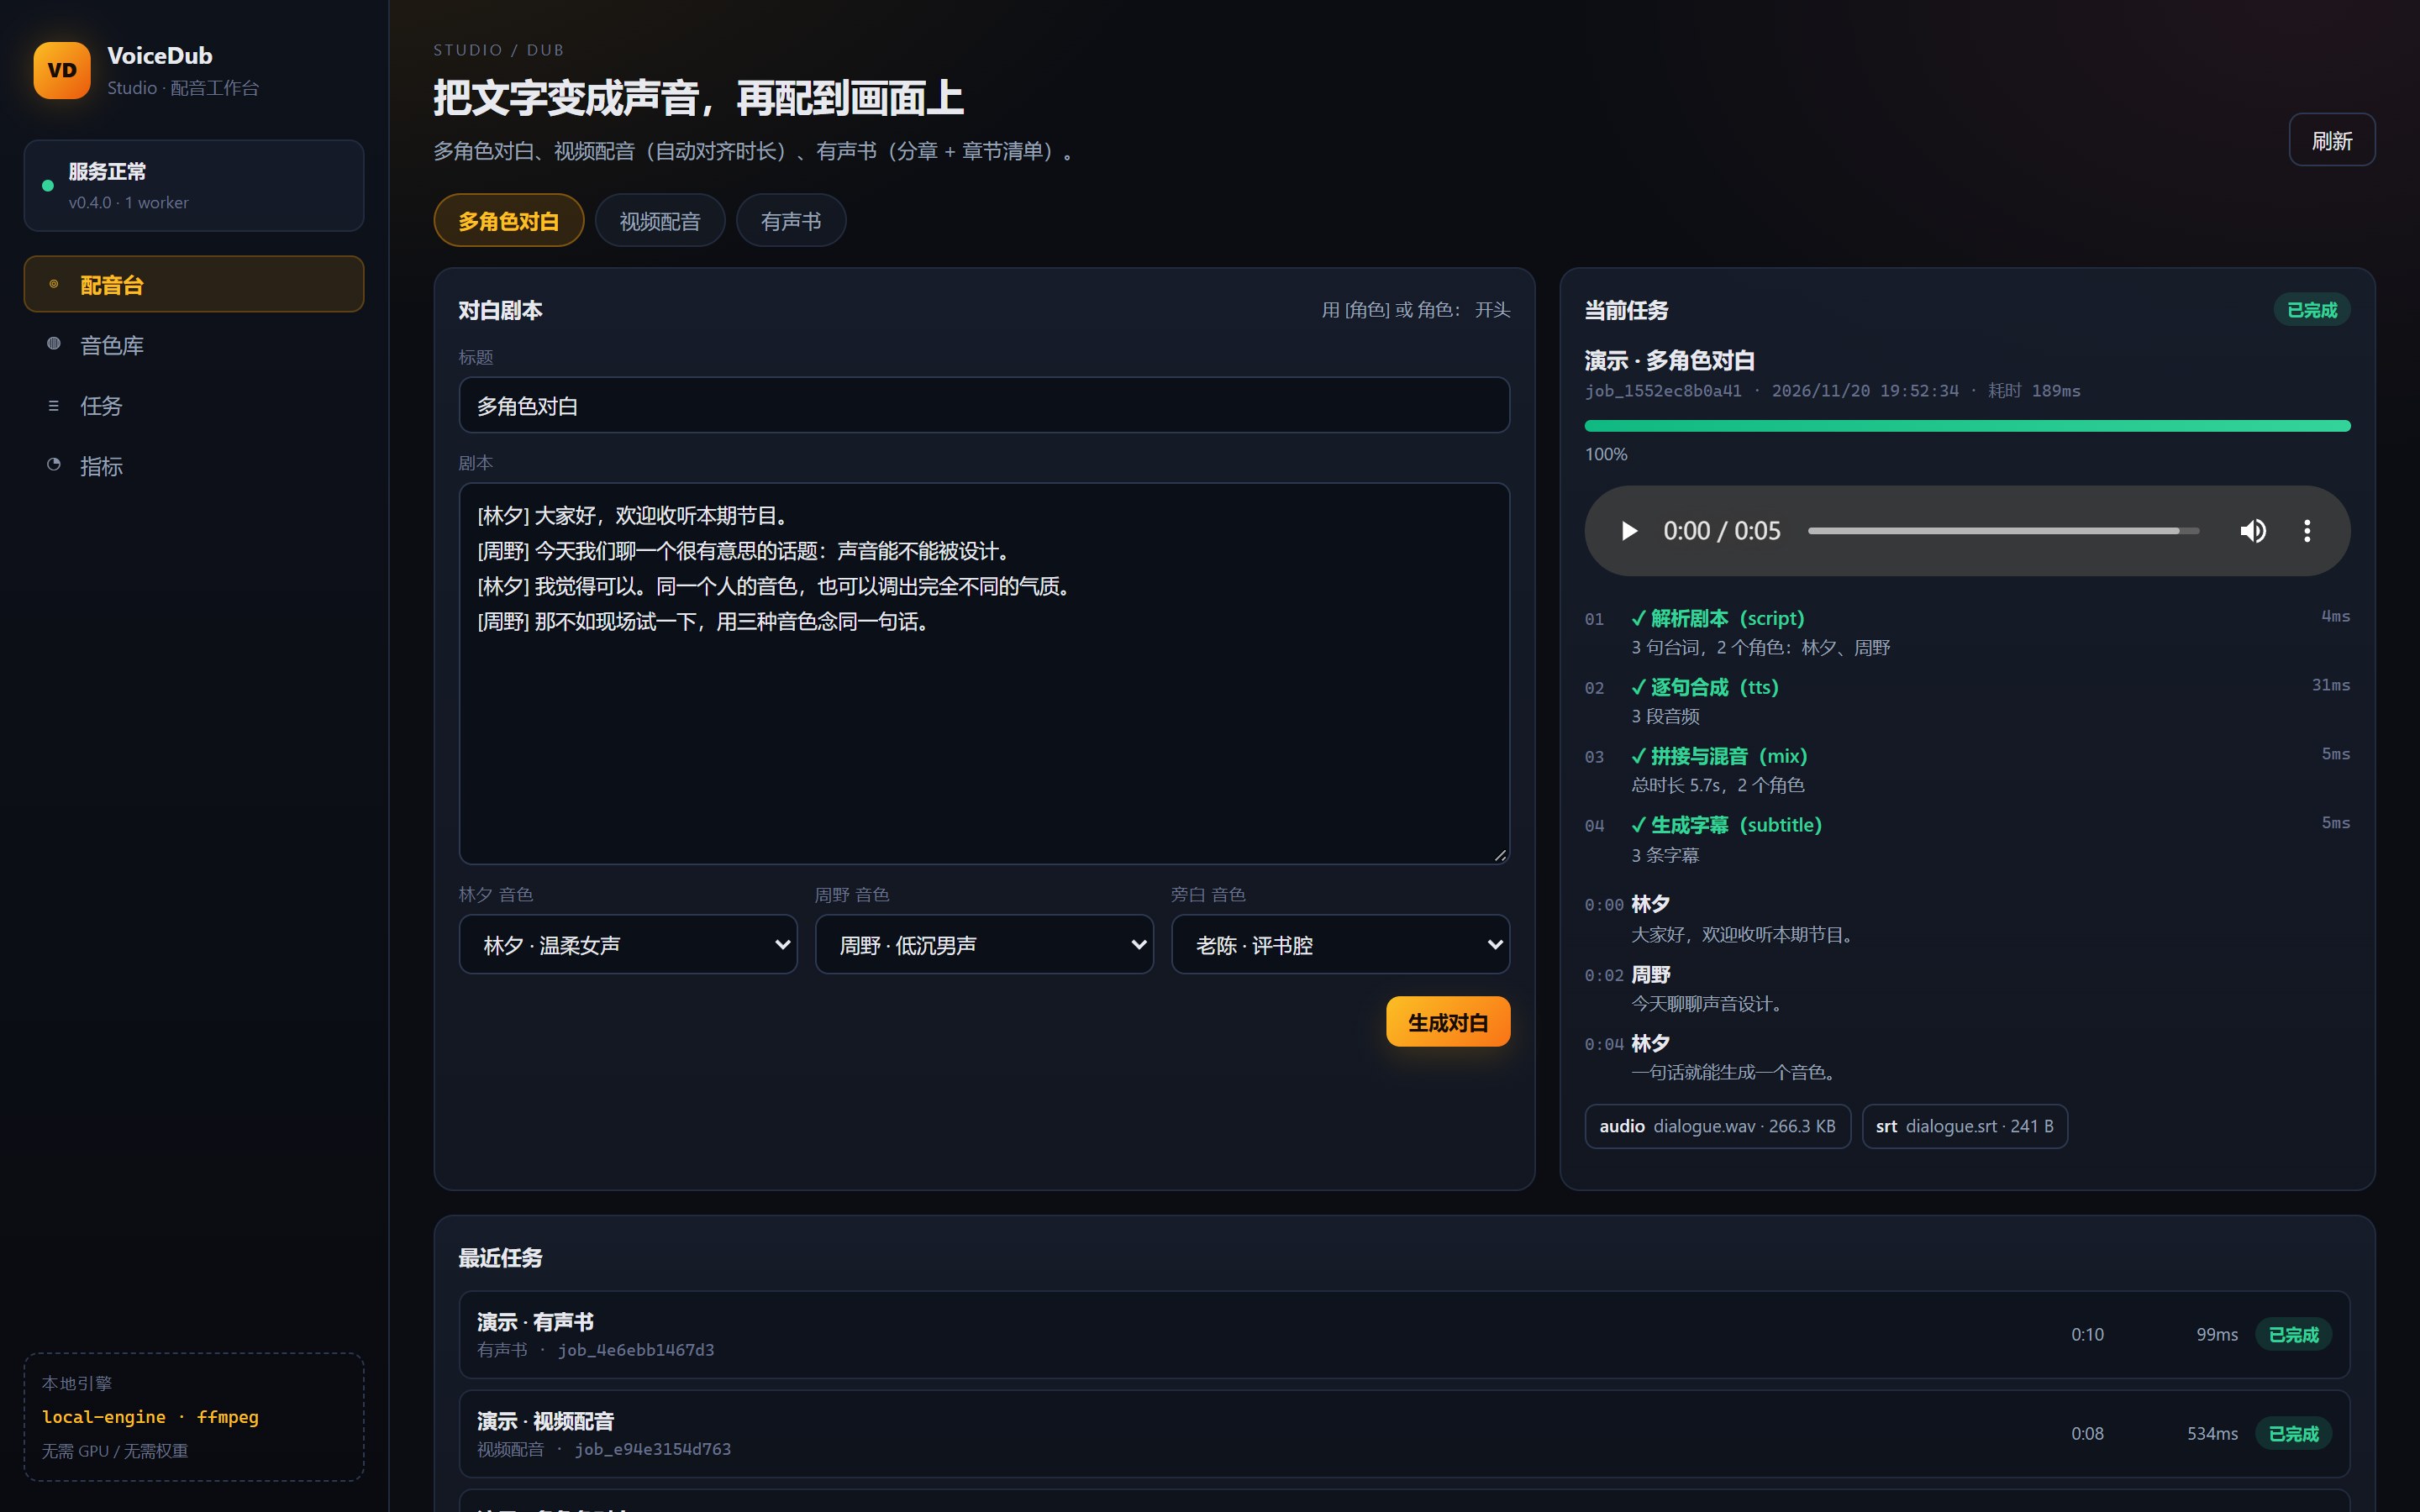 VD
VoiceDub
Studio · 配音工作台
服务正常
v0.4.0 · 1 worker
配音台
音色库
任务
指标
本地引擎
local-engine · ffmpeg
无需 GPU / 无需权重
STUDIO / DUB
把文字变成声音，再配到画面上
多角色对白、视频配音（自动对齐时长）、有声书（分章 + 章节清单）。
刷新
多角色对白
视频配音
有声书
对白剧本
用 [角色] 或 角色： 开头
标题
多角色对白
剧本
[林夕] 大家好，欢迎收听本期节目。
[周野] 今天我们聊一个很有意思的话题：声音能不能被设计。
[林夕] 我觉得可以。同一个人的音色，也可以调出完全不同的气质。
[周野] 那不如现场试一下，用三种音色念同一句话。
林夕 音色
周野 音色
旁白 音色
林夕 · 温柔女声
周野 · 低沉男声
老陈 · 评书腔
生成对白
当前任务
已完成
演示 · 多角色对白
job_1552ec8b0a41 · 2026/11/20 19:52:34 · 耗时 189ms
100%
0:00 / 0:05
01 ✓ 解析剧本（script） 4ms
3 句台词，2 个角色：林夕、周野
02 ✓ 逐句合成（tts） 31ms
3 段音频
03 ✓ 拼接与混音（mix） 5ms
总时长 5.7s，2 个角色
04 ✓ 生成字幕（subtitle） 5ms
3 条字幕
0:00 林夕
大家好，欢迎收听本期节目。
0:02 周野
今天聊聊声音设计。
0:04 林夕
一句话就能生成一个音色。
audio dialogue.wav · 266.3 KB
srt dialogue.srt · 241 B
最近任务
演示 · 有声书
有声书 · job_4e6ebb1467d3
0:10 99ms 已完成
演示 · 视频配音
视频配音 · job_e94e3154d763
0:08 534ms 已完成